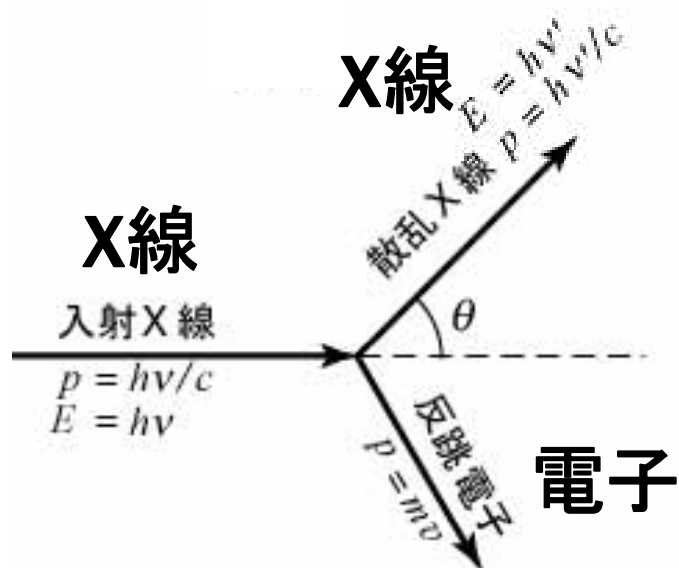 X線
E = hν'
p = hν'/c
散乱X線
X線
入射X線
p = hν/c
E = hν
θ
反跳電子
p = mv
電子